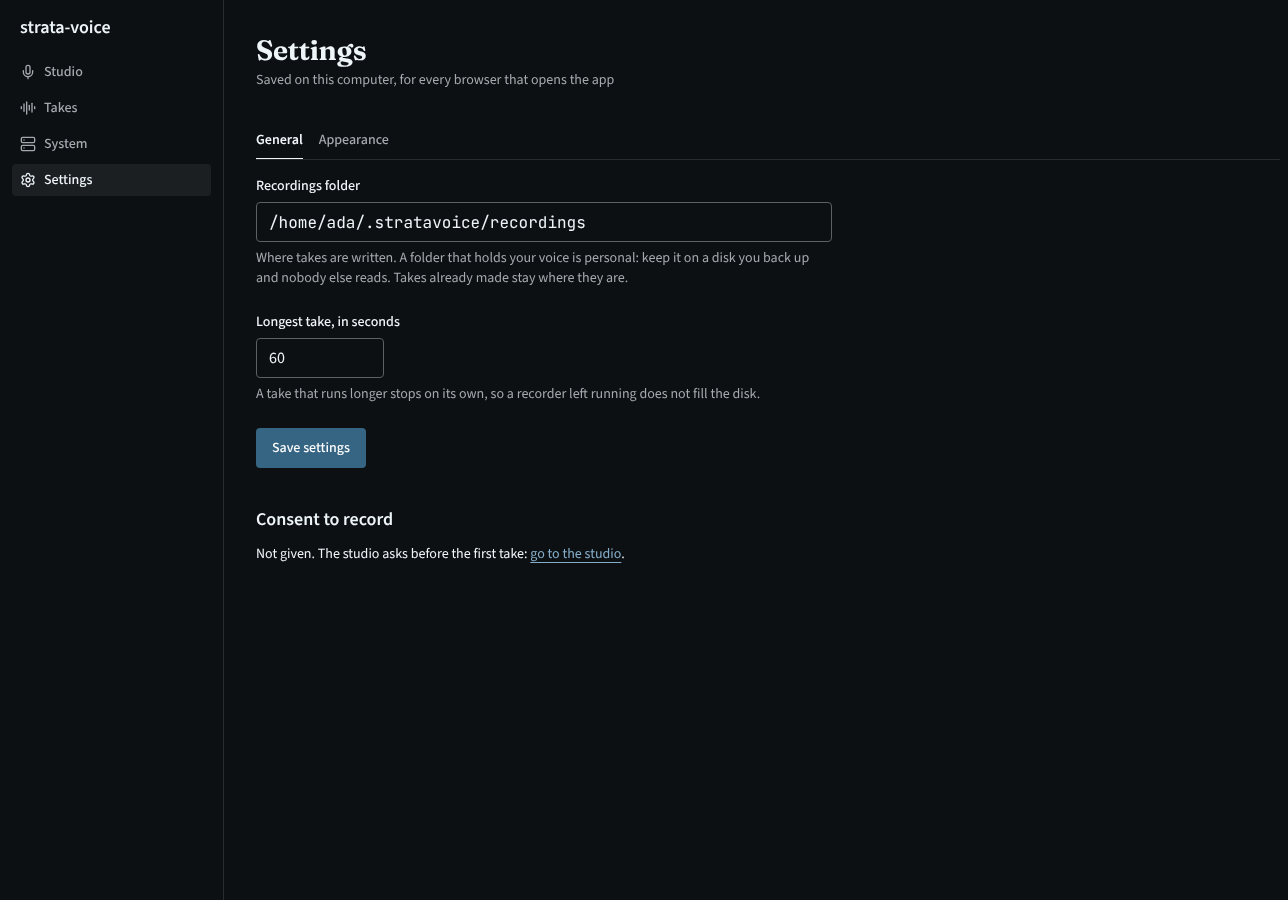 strata-voice
Studio
Takes
System
Settings
Settings
Saved on this computer, for every browser that opens the app
General
Appearance
Recordings folder
/home/ada/.stratavoice/recordings
Where takes are written. A folder that holds your voice is personal: keep it on a disk you back up
and nobody else reads. Takes already made stay where they are.
Longest take, in seconds
60
A take that runs longer stops on its own, so a recorder left running does not fill the disk.
Save settings
Consent to record
Not given. The studio asks before the first take: go to the studio.